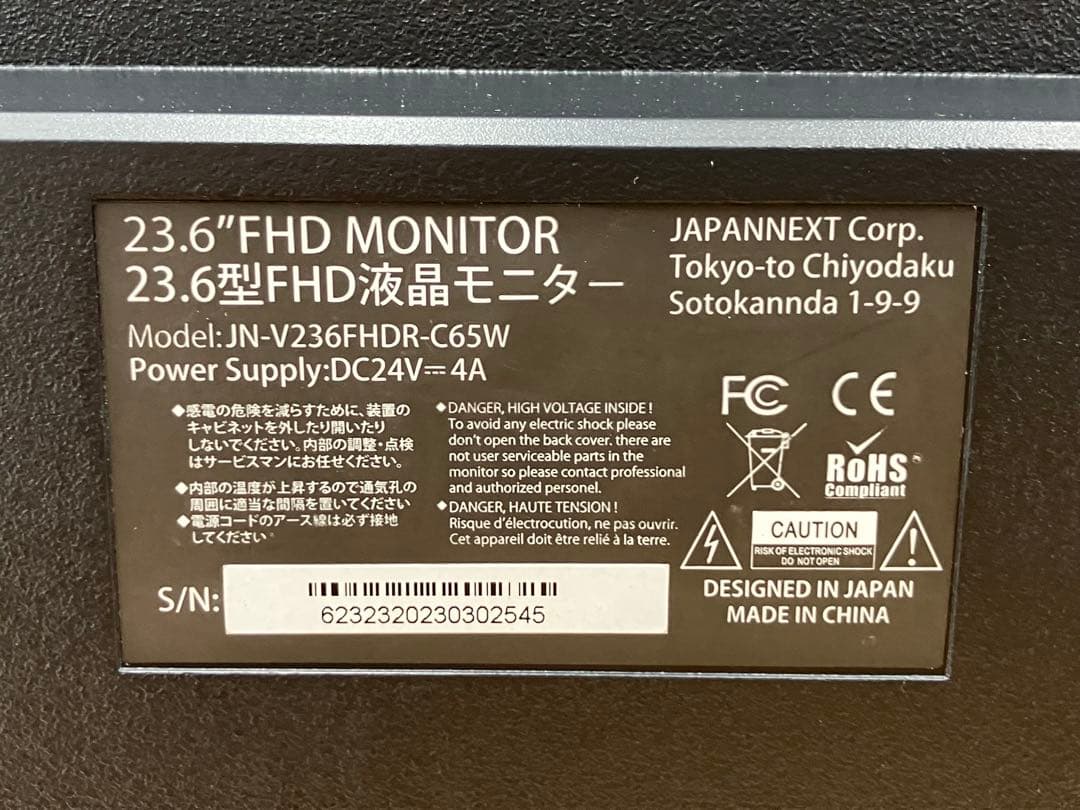 23.6”FHD MONITOR
23.6型FHD液晶モニター
Model:JN-V236FHDR-C65W
Power Supply:DC24V⎓4A
JAPANNEXT Corp.
Tokyo-to Chiyodaku
Sotokannda 1-9-9
◆感電の危険を減らすために、装置の
キャビネットを外したり開いたり
しないでください。内部の調整・点検
はサービスマンにお任せください。
◆内部の温度が上昇するので通気孔の
周囲に適当な間隔を置いてください
◆電源コードのアース線は必ず接地
してください
◆DANGER, HIGH VOLTAGE INSIDE !
To avoid any electric shock please
don't open the back cover. there are
not user serviceable parts in the
monitor so please contact professional
and authorized personel.
◆DANGER, HAUTE TENSION !
Risque d'électrocution, ne pas ouvrir.
Cet appareil doit être relié à la terre.
FCC CE
RoHS
Compliant
CAUTION
RISK OF ELECTRONIC SHOCK
DO NOT OPEN
DESIGNED IN JAPAN
MADE IN CHINA
S/N:
6232320230302545